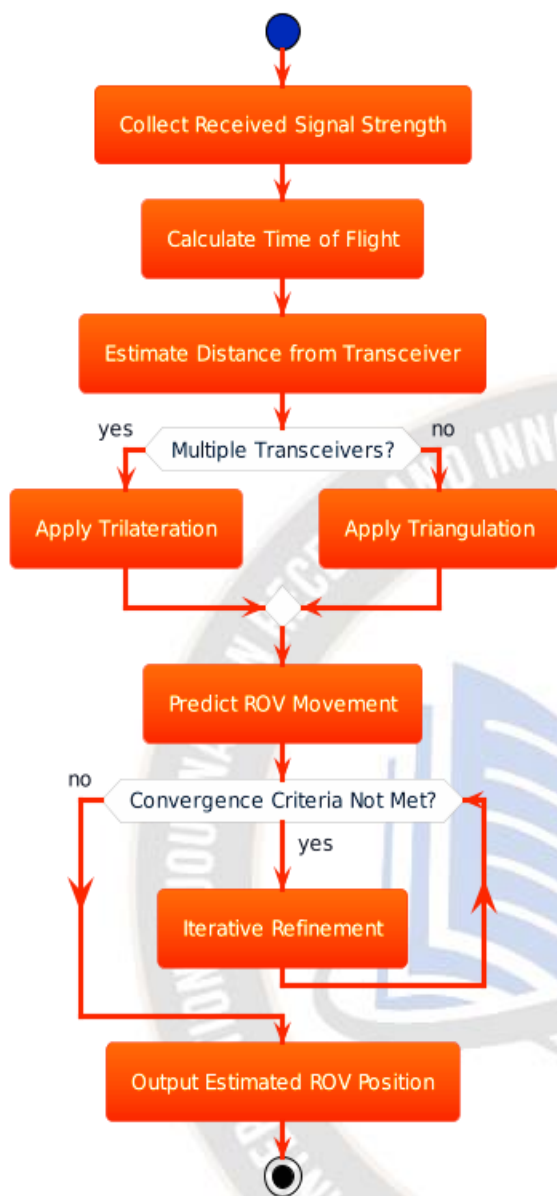 Collect Received Signal Strength
Calculate Time of Flight
Estimate Distance from Transceiver
yes
Multiple Transceivers?
no
Apply Trilateration
Apply Triangulation
Predict ROV Movement
no
Convergence Criteria Not Met?
yes
Iterative Refinement
Output Estimated ROV Position